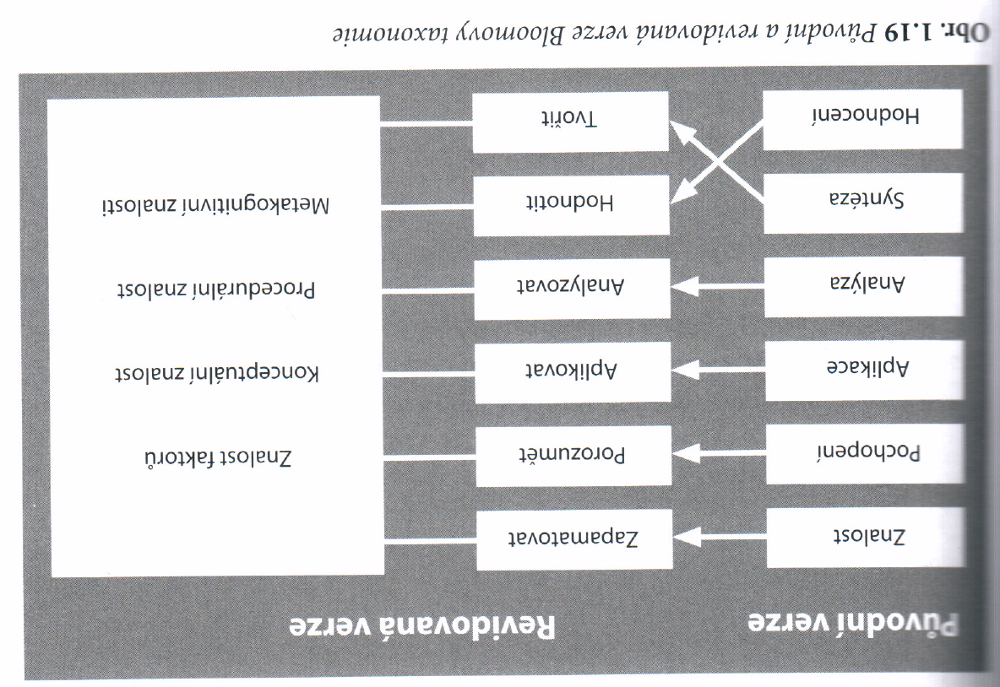 Původní verze Revidovaná verze
Znalost Zapamatovat
Pochopení Porozumět Znalost faktorů
Aplikace Aplikovat Konceptuální znalost
Analýza Analyzovat Procedurální znalost
Syntéza Hodnotit Metakognitivní znalosti
Hodnocení Tvořit
Obr. 1.19 Původní a revidovaná verze Bloomovy taxonomie